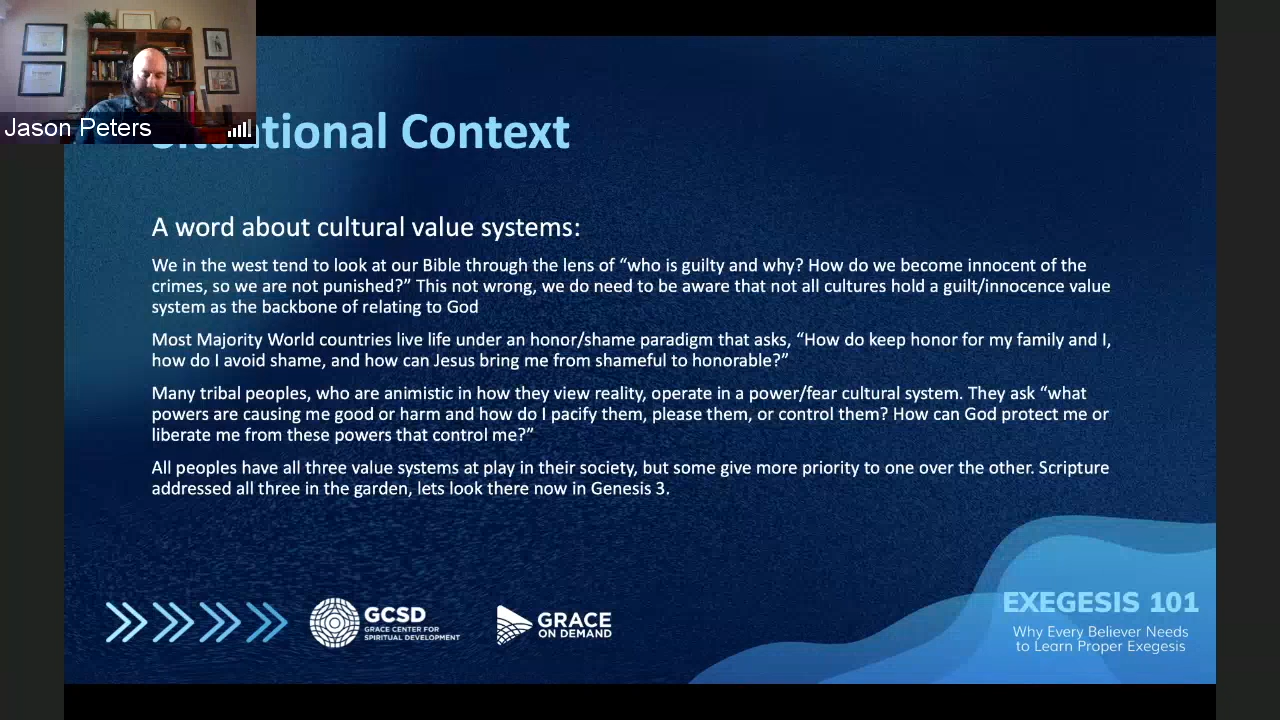 Jason Peters
Situational Context
A word about cultural value systems:
We in the west tend to look at our Bible through the lens of “who is guilty and why? How do we become innocent of the
crimes, so we are not punished?” This not wrong, we do need to be aware that not all cultures hold a guilt/innocence value
system as the backbone of relating to God
Most Majority World countries live life under an honor/shame paradigm that asks, “How do keep honor for my family and I,
how do I avoid shame, and how can Jesus bring me from shameful to honorable?”
Many tribal peoples, who are animistic in how they view reality, operate in a power/fear cultural system. They ask “what
powers are causing me good or harm and how do I pacify them, please them, or control them? How can God protect me or
liberate me from these powers that control me?”
All peoples have all three value systems at play in their society, but some give more priority to one over the other. Scripture
addressed all three in the garden, lets look there now in Genesis 3.
GCSD
GRACE CENTER FOR
SPIRITUAL DEVELOPMENT
GRACE
ON DEMAND
EXEGESIS 101
Why Every Believer Needs
to Learn Proper Exegesis